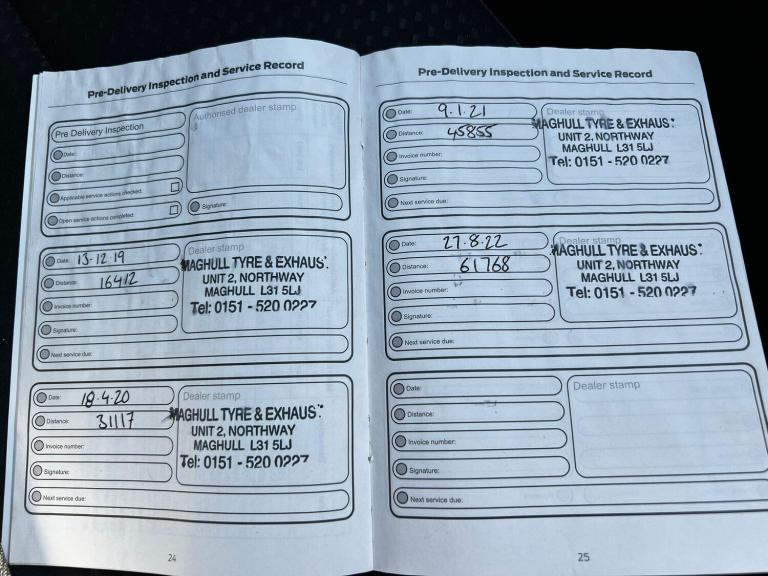 Pre-Delivery Inspection and Service Record
Pre Delivery Inspection
Date:
Distance:
Applicable service actions checked:
Open service actions completed:
Authorised dealer stamp
Signature:
Date: 13.12.19
Distance: 16412
Invoice number:
Signature:
Next service due:
Dealer stamp
MAGHULL TYRE & EXHAUS
UNIT 2, NORTHWAY
MAGHULL L31 5LJ
Tel: 0151 - 520 0227
Date: 18.4.20
Distance: 31117
Invoice number:
Signature:
Next service due:
Dealer stamp
MAGHULL TYRE & EXHAUS
UNIT 2, NORTHWAY
MAGHULL L31 5LJ
Tel: 0151 - 520 0227
24
Pre-Delivery Inspection and Service Record
Date: 9.1.21
Distance: 45855
Invoice number:
Signature:
Next service due:
Dealer stamp
MAGHULL TYRE & EXHAUS
UNIT 2, NORTHWAY
MAGHULL L31 5LJ
Tel: 0151 - 520 0227
Date: 27.8.22
Distance: 61768
Invoice number:
Signature:
Next service due:
Dealer stamp
MAGHULL TYRE & EXHAUS
UNIT 2, NORTHWAY
MAGHULL L31 5LJ
Tel: 0151 - 520 0227
Date:
Distance:
Invoice number:
Signature:
Next service due:
Dealer stamp
25